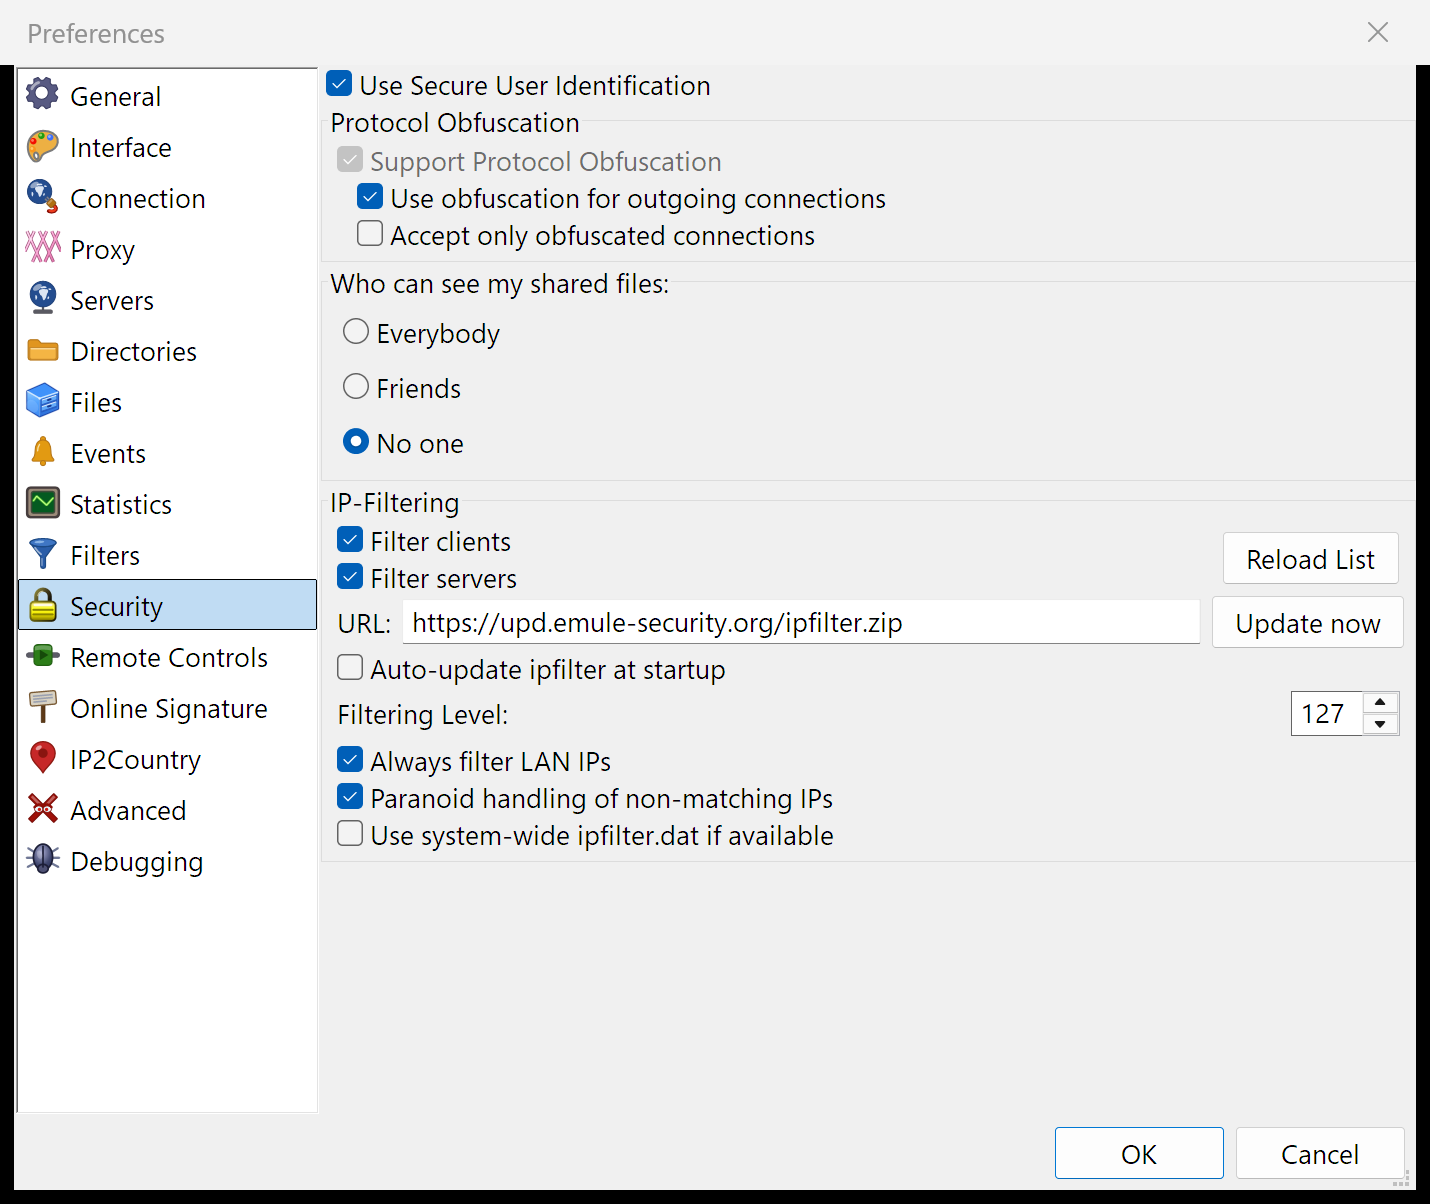 Preferences
General
Interface
Connection
Proxy
Servers
Directories
Files
Events
Statistics
Filters
Security
Remote Controls
Online Signature
IP2Country
Advanced
Debugging
Use Secure User Identification
Protocol Obfuscation
Support Protocol Obfuscation
Use obfuscation for outgoing connections
Accept only obfuscated connections
Who can see my shared files:
Everybody
Friends
No one
IP-Filtering
Filter clients
Reload List
Filter servers
URL: https://upd.emule-security.org/ipfilter.zip Update now
Auto-update ipfilter at startup
Filtering Level: 127
Always filter LAN IPs
Paranoid handling of non-matching IPs
Use system-wide ipfilter.dat if available
OK Cancel